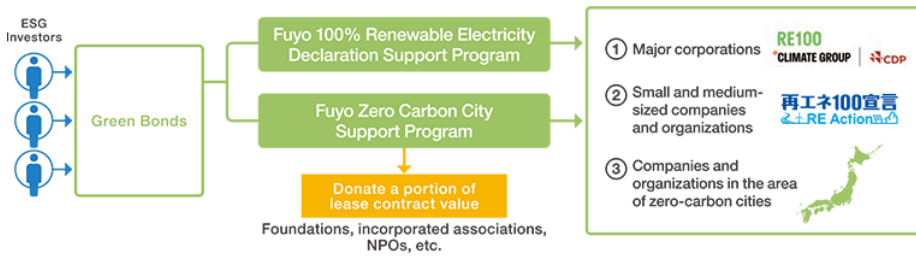 ESG
Investors
Green Bonds
Fuyo 100% Renewable Electricity
Declaration Support Program
Fuyo Zero Carbon City
Support Program
Donate a portion of
lease contract value
Foundations, incorporated associations,
NPOs, etc.
① Major corporations
RE100
°CLIMATE GROUP
CDP
② Small and medium-
sized companies
and organizations
再エネ100宣言
RE Action
③ Companies and
organizations in the area
of zero-carbon cities